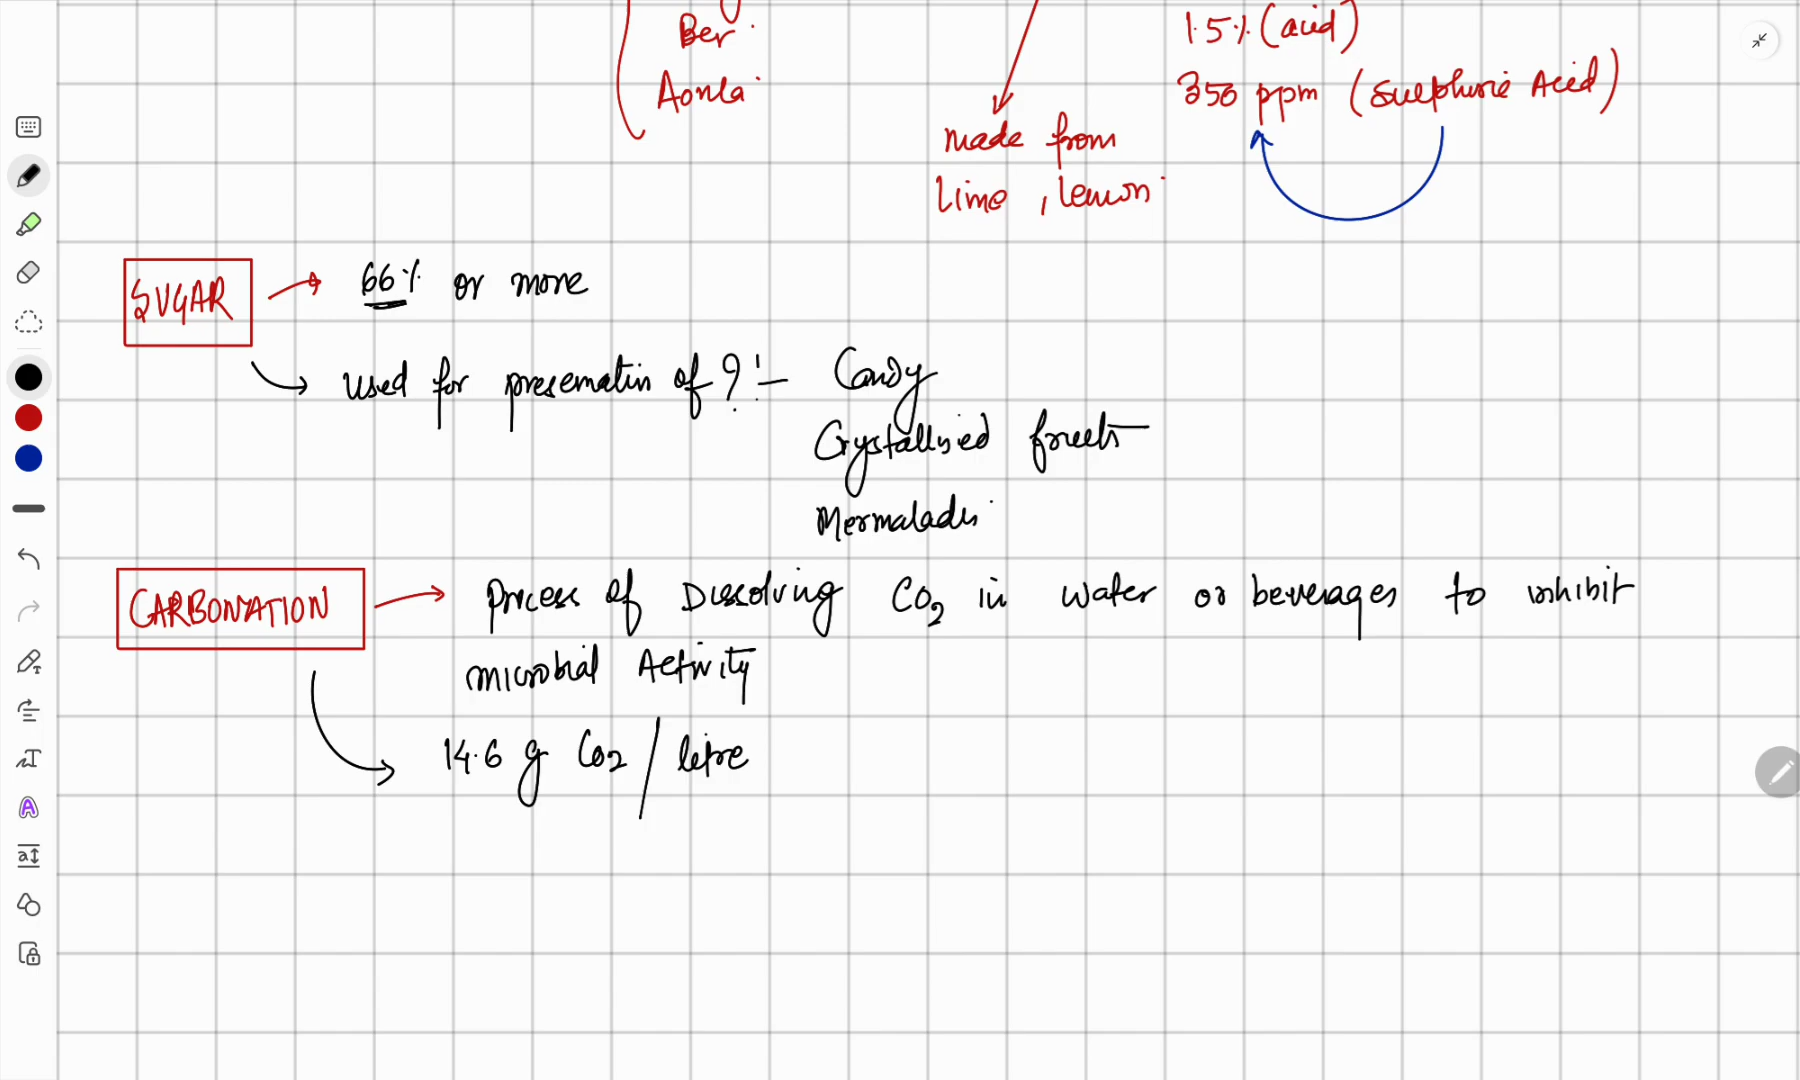 Ber
Aonla
made from
Lime , lemon
1.5% (acid)
350 ppm (Sulphuric Acid)
SUGAR → 66% or more
used for preservation of ? :- Candy
Crystallised fruits
Mermalades
CARBONATION → Process of Dissolving CO2 in water or beverages to inhibit
microbial Activity
14.6 g CO2 / litre